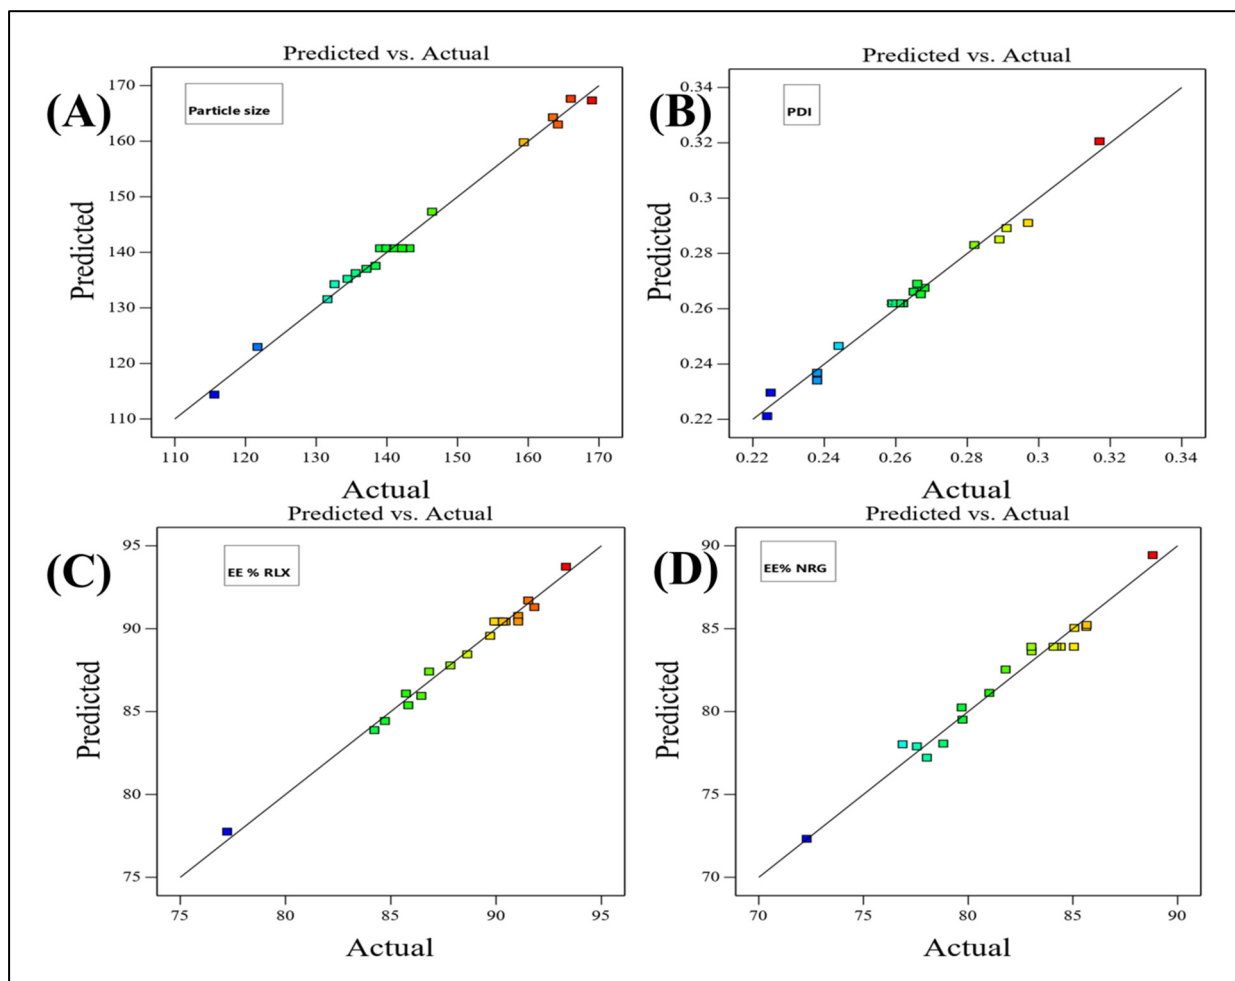 Predicted vs. Actual
(A)
Particle size
Predicted
170
160
150
140
130
120
110
110 120 130 140 150 160 170
Actual
Predicted vs. Actual
(B)
PDI
Predicted
0.34
0.32
0.3
0.28
0.26
0.24
0.22
0.22 0.24 0.26 0.28 0.3 0.32 0.34
Actual
Predicted vs. Actual
(C)
EE % RLX
Predicted
95
90
85
80
75
75 80 85 90 95
Actual
Predicted vs. Actual
(D)
EE% NRG
Predicted
90
85
80
75
70
70 75 80 85 90
Actual